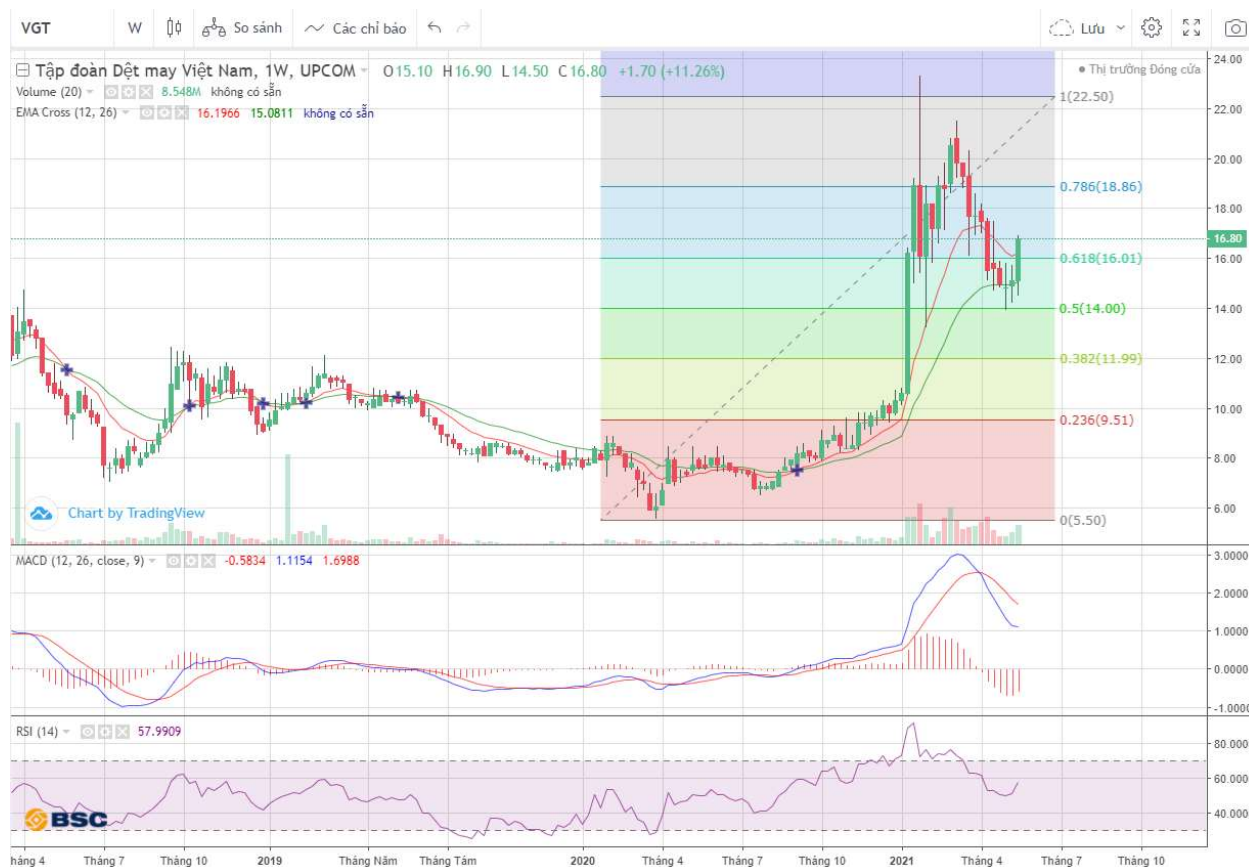 VGT W So sánh Các chỉ báo Lưu
Tập đoàn Dệt may Việt Nam, 1W, UPCOM O15.10 H16.90 L14.50 C16.80 +1.70 (+11.26%)
Thị trường Đóng cửa
Volume (20) 8.548M không có sẵn
EMA Cross (12, 26) 16.1966 15.0811 không có sẵn
24.00
1(22.50)
22.00
20.00
0.786(18.86)
18.00
16.80
0.618(16.01)
16.00
0.5(14.00)
14.00
0.382(11.99)
12.00
10.00
0.236(9.51)
8.00
6.00
0(5.50)
Chart by TradingView
MACD (12, 26, close, 9) -0.5834 1.1154 1.6988
3.0000
2.0000
1.0000
0.0000
-1.0000
RSI (14) 57.9909
80.0000
60.0000
40.0000
BSC
háng 4 Tháng 7 Tháng 10 2019 Tháng Năm Tháng Tám 2020 Tháng 4 Tháng 7 Tháng 10 2021 Tháng 4 Tháng 7 Tháng 10